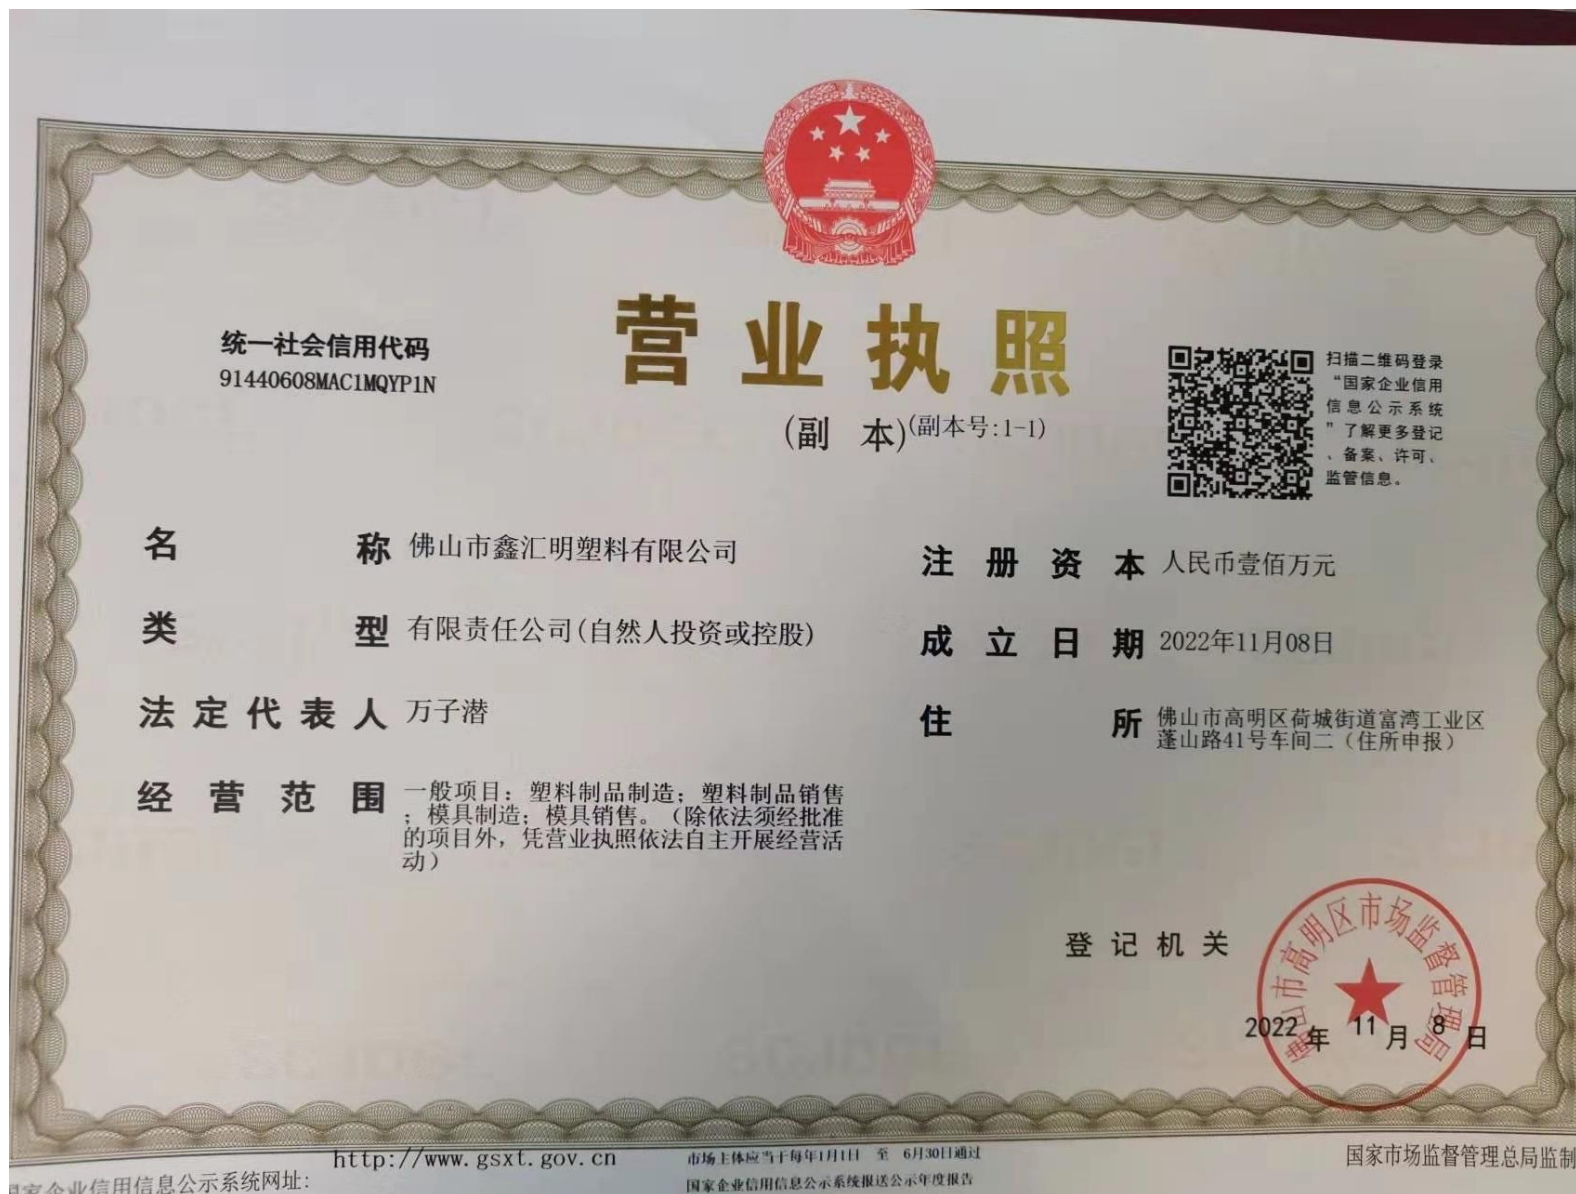 营业执照
(副 本)(副本号:1-1)
统一社会信用代码
91440608MAC1MQYP1N
扫描二维码登录
“国家企业信用
信息公示系统
”了解更多登记
、备案、许可、
监管信息。
名 称 佛山市鑫汇明塑料有限公司
类 型 有限责任公司(自然人投资或控股)
法定代表人 万子潜
经营范围 一般项目：塑料制品制造；塑料制品销售
；模具制造；模具销售。（除依法须经批准
的项目外，凭营业执照依法自主开展经营活
动）
注册资本 人民币壹佰万元
成立日期 2022年11月08日
住 所 佛山市高明区荷城街道富湾工业区
蓬山路41号车间二（住所申报）
登记机关
佛山市高明区市场监督管理局
2022年11月8日
国家企业信用信息公示系统网址:
http://www.gsxt.gov.cn
市场主体应当于每年1月1日 至 6月30日通过
国家企业信用信息公示系统报送公示年度报告
国家市场监督管理总局监制